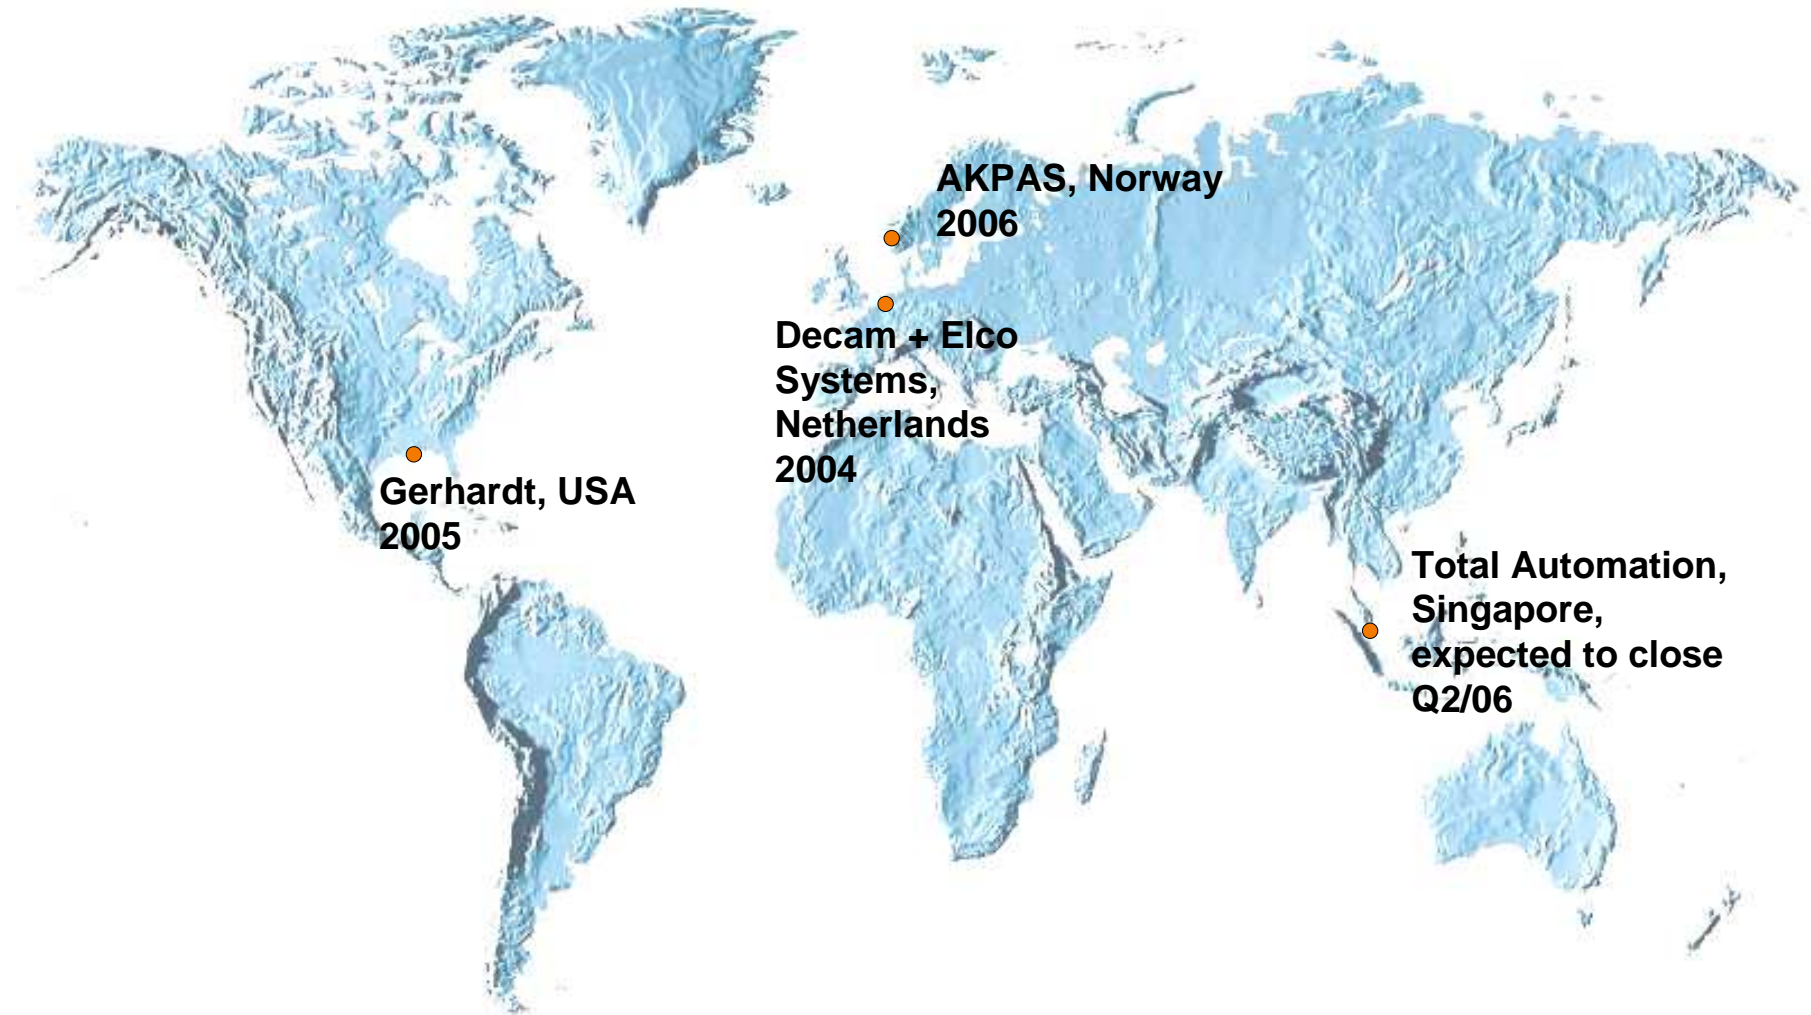 AKPAS, Norway
2006
Decam + Elco
Systems,
Netherlands
2004
Gerhardt, USA
2005
Total Automation,
Singapore,
expected to close
Q2/06